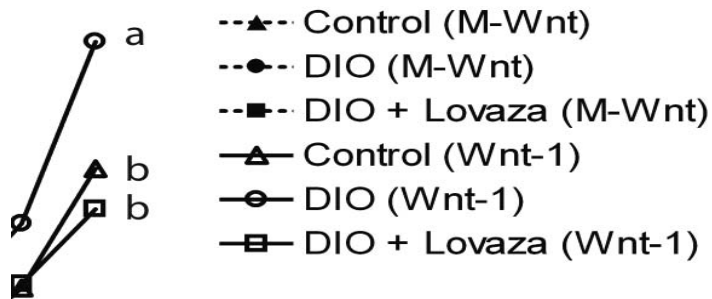 a
b
b
Control (M-Wnt)
DIO (M-Wnt)
DIO + Lovaza (M-Wnt)
Control (Wnt-1)
DIO (Wnt-1)
DIO + Lovaza (Wnt-1)